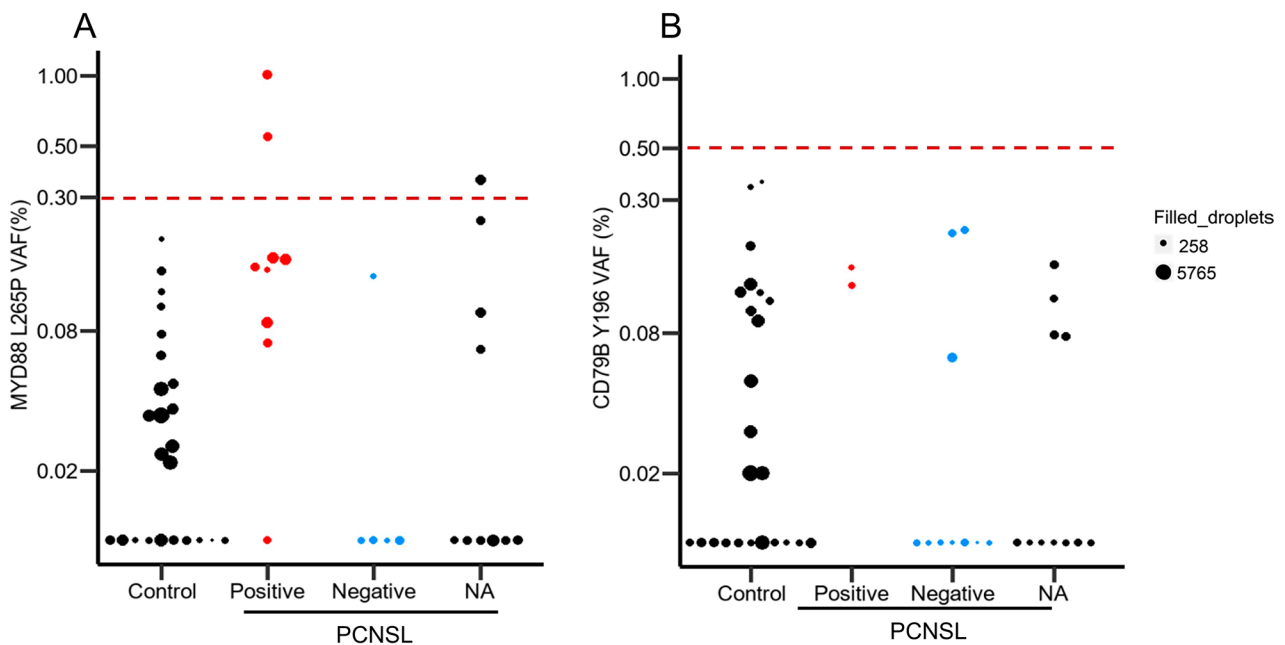 A
MYD88 L265P VAF(%)
1.00
0.50
0.30
0.08
0.02
Control Positive Negative NA
PCNSL
B
CD79B Y196 VAF (%)
1.00
0.50
0.30
0.08
0.02
Control Positive Negative NA
PCNSL
Filled_droplets
258
5765